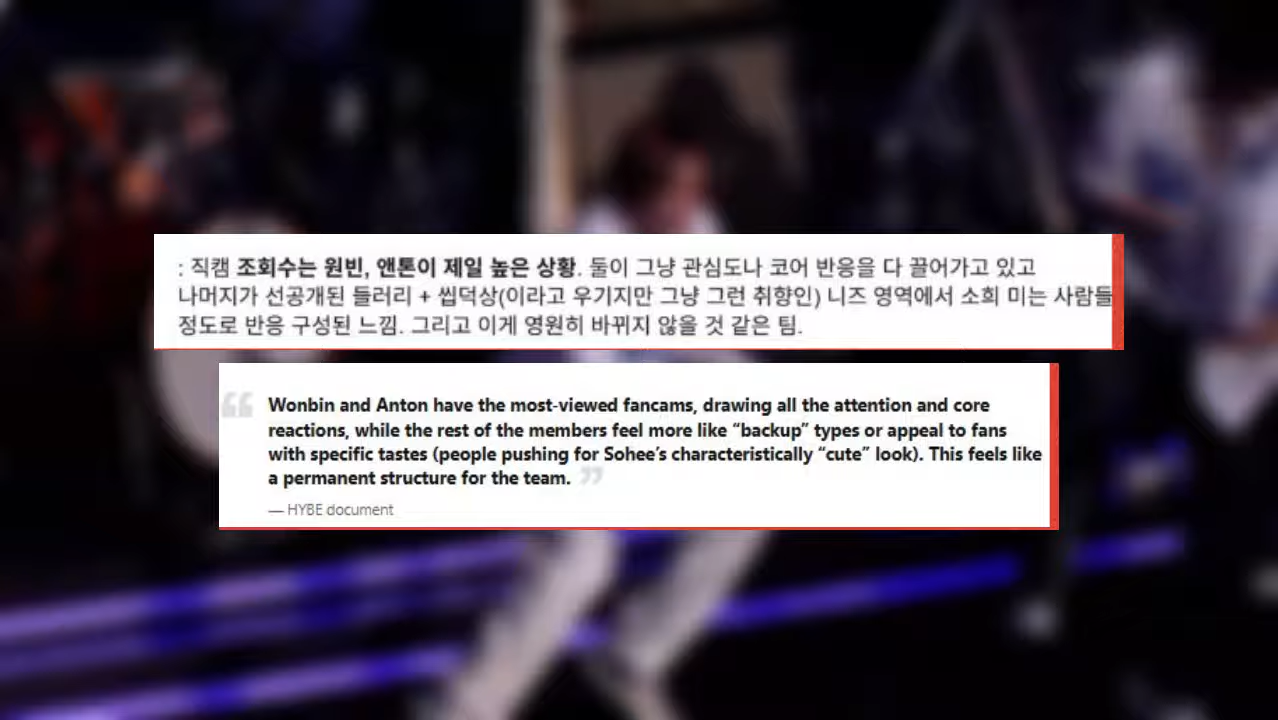 : 직캠 조회수는 원빈, 앤톤이 제일 높은 상황. 둘이 그냥 관심도나 코어 반응을 다 끌어가고 있고
나머지가 선공개된 들러리 + 씹덕상(이라고 우기지만 그냥 그런 취향인) 니즈 영역에서 소희 미는 사람들
정도로 반응 구성된 느낌. 그리고 이게 영원히 바뀌지 않을 것 같은 팀.
“
Wonbin and Anton have the most-viewed fancams, drawing all the attention and core
reactions, while the rest of the members feel more like “backup” types or appeal to fans
with specific tastes (people pushing for Sohee’s characteristically “cute” look). This feels like
a permanent structure for the team. ”
— HYBE document